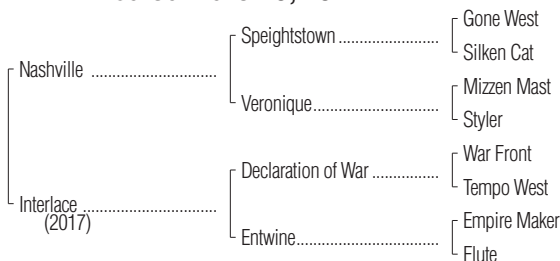 Gone West
Speightstown
Silken Cat
Nashville
Mizzen Mast
Veronique
Styler
War Front
Declaration of War
Tempo West
Interlace
(2017)
Empire Maker
Entwine
Flute